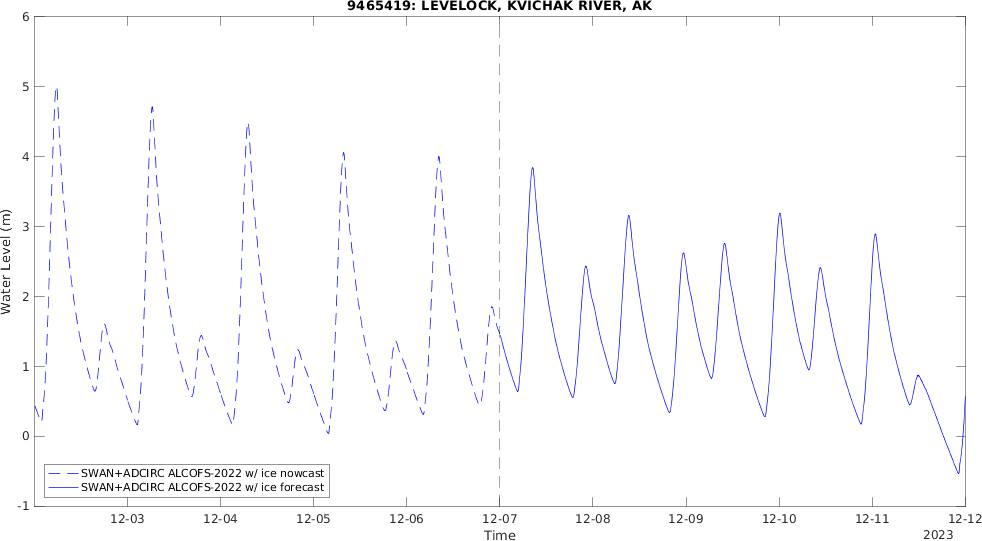 9465419: LEVELOCK, KVICHAK RIVER, AK
6
5
4
3
2
1
0
-1
Water Level (m)
SWAN+ADCIRC ALCOFS-2022 w/ ice nowcast
SWAN+ADCIRC ALCOFS-2022 w/ ice forecast
12-03 12-04 12-05 12-06 12-07 12-08 12-09 12-10 12-11 12-12
Time
2023